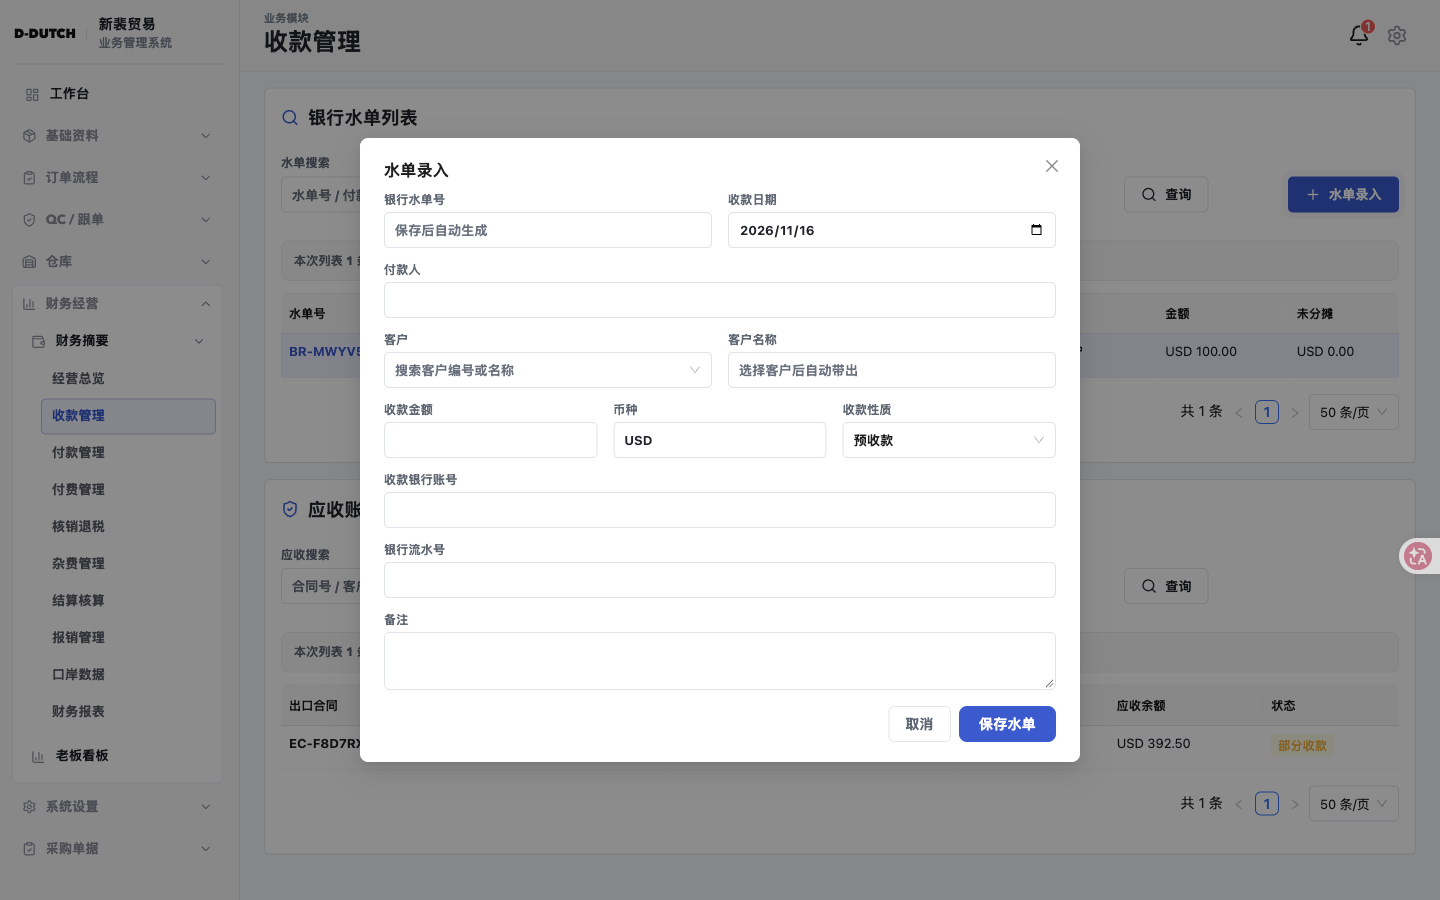 D-DUTCH
新裴贸易
业务管理系统
工作台
基础资料
订单流程
QC / 跟单
仓库
财务经营
财务摘要
经营总览
收款管理
付款管理
付费管理
核销退税
杂费管理
结算核算
报销管理
口岸数据
财务报表
老板看板
系统设置
采购单据
业务模块
收款管理
1
银行水单列表
水单搜索
水单号 / 付
查询
水单录入
本次列表 1
水单号
金额
未分摊
BR-MWYV
USD 100.00
USD 0.00
共 1 条
1
50 条/页
应收
应收搜索
合同号 / 客
查询
本次列表 1
出口合同
应收余额
状态
EC-F8D7R
USD 392.50
部分收款
共 1 条
1
50 条/页
水单录入
银行水单号
收款日期
保存后自动生成
2026/11/16
付款人
客户
客户名称
搜索客户编号或名称
选择客户后自动带出
收款金额
币种
收款性质
USD
预收款
收款银行账号
银行流水号
备注
取消
保存水单